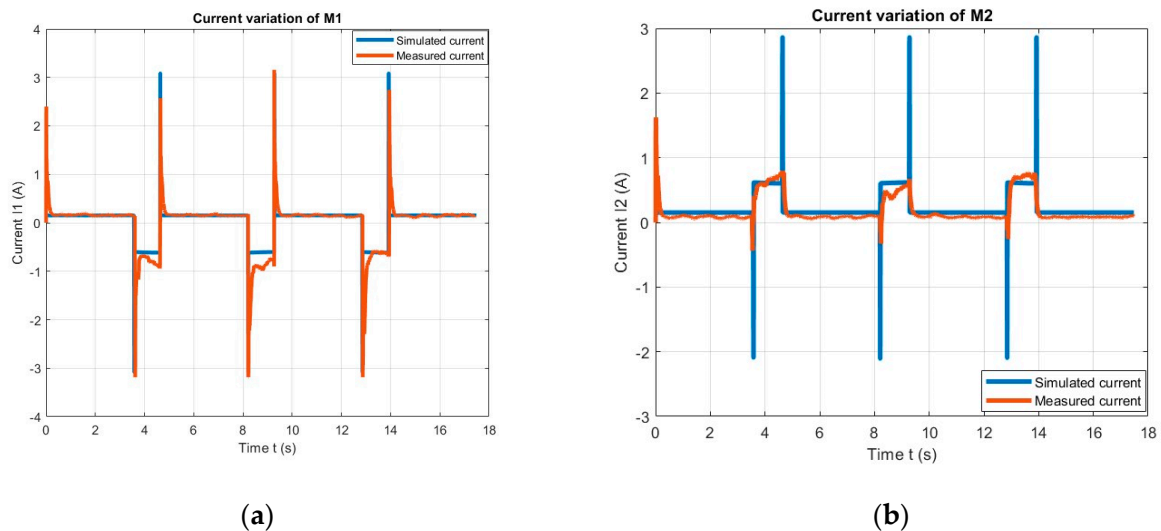 Current variation of M1
4
3
2
1
0
-1
-2
-3
-4
Current I1 (A)
Simulated current
Measured current
0 2 4 6 8 10 12 14 16 18
Time t (s)
(a)
Current variation of M2
3
2
1
0
-1
-2
-3
Current I2 (A)
Simulated current
Measured current
0 2 4 6 8 10 12 14 16 18
Time t (s)
(b)